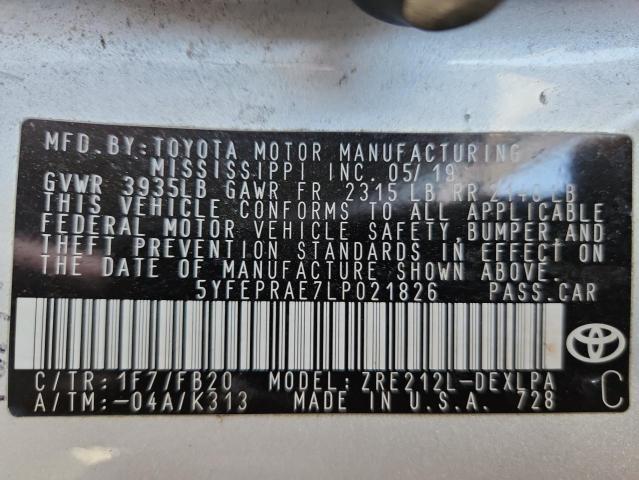 MFD.BY:TOYOTA MOTOR MANUFACTURING
MISSISSIPPI INC. 05/19
GVWR 3935LB GAWR FR 2315 LB RR LB
THIS VEHICLE CONFORMS TO ALL APPLICABLE
FEDERAL MOTOR VEHICLE SAFETY,BUMPER AND
THEFT PREVENTION STANDARDS IN EFFECT ON
THE DATE OF MANUFACTURE SHOWN ABOVE.
5YFEPRAE7LP021826 PASS.CAR
C/TR:1F7/FB20 MODEL:ZRE212L-DEXLPA
A/TM:-04A/K313 MADE IN U.S.A. 728 C